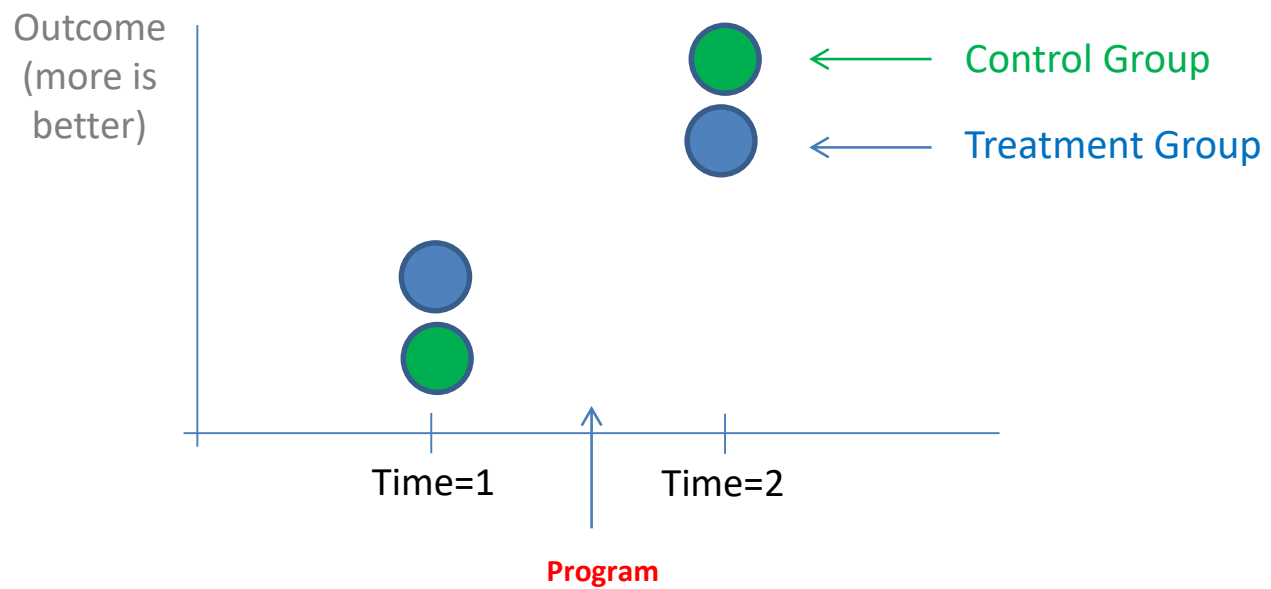 Outcome
(more is
better)
Control Group
Treatment Group
Time=1
Time=2
Program